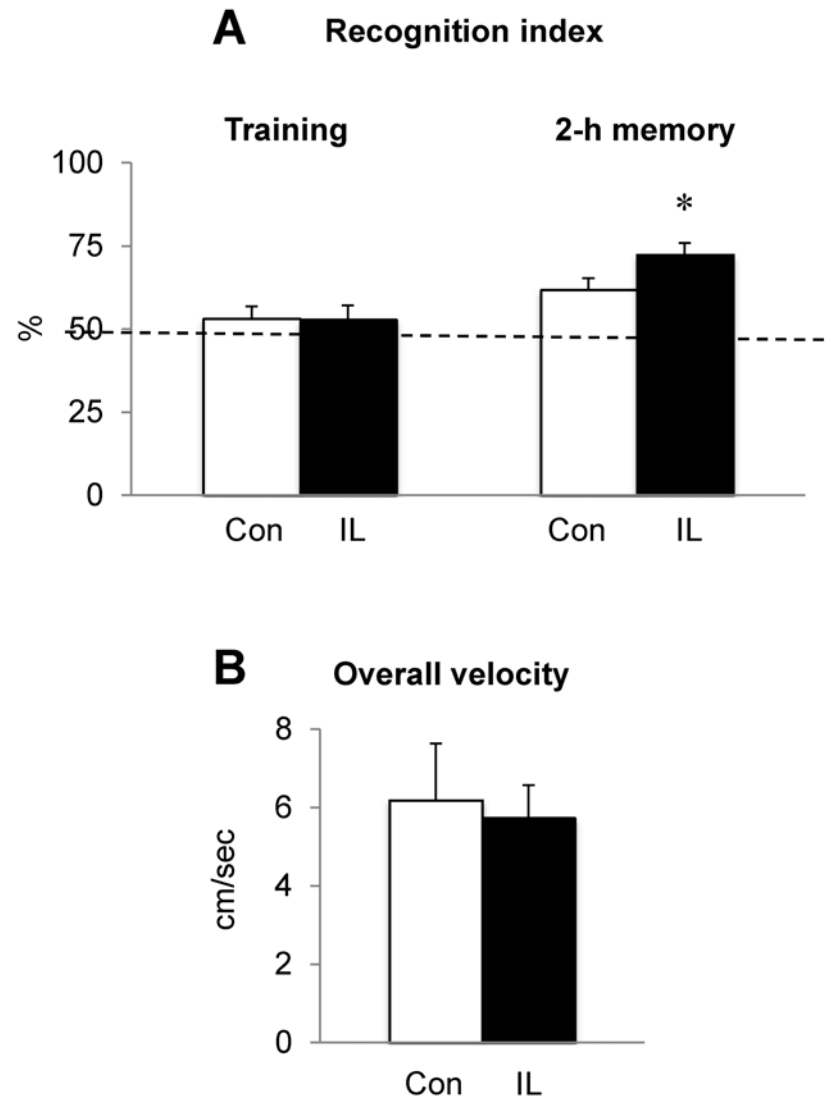 A Recognition index
Training 2-h memory
100
75
50
25
0
%
*
Con IL Con IL
B Overall velocity
8
6
4
2
0
cm/sec
Con IL